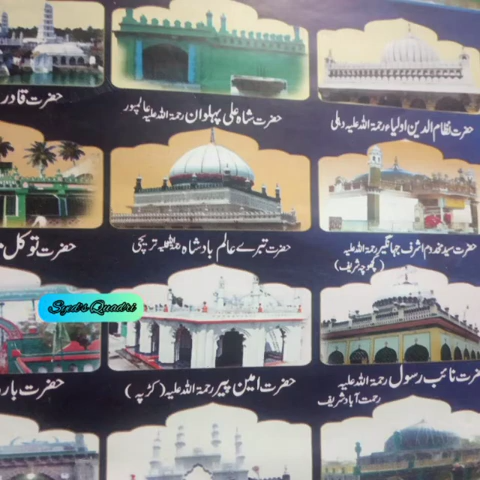 حضرت نظام الدین اولیاء رحمۃ اللہ علیہ دہلی
حضرت شاہ علی پہلوان رحمۃ اللہ علیہ عالمپور
حضرت قادر
حضرت سید مخدوم اشرف جہانگیر رحمۃ اللہ علیہ
(کچھوچہ شریف)
حضرت تبرے عالم بادشاہ رحمۃ اللہ علیہ ترچی
حضرت توکل
Syed's Quadri
حضرت نائب رسول رحمۃ اللہ علیہ
رحمت آباد شریف
حضرت امین پیر رحمۃ اللہ علیہ (کڑپہ)
حضرت بار